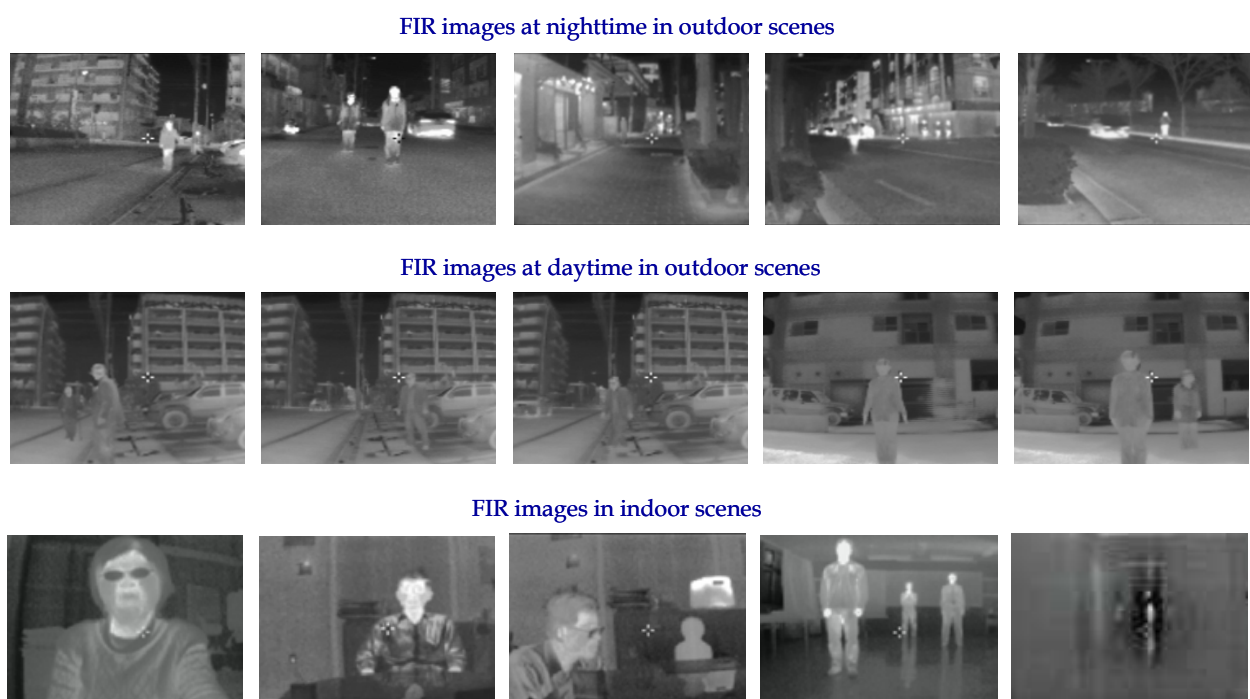 FIR images at nighttime in outdoor scenes
FIR images at daytime in outdoor scenes
FIR images in indoor scenes